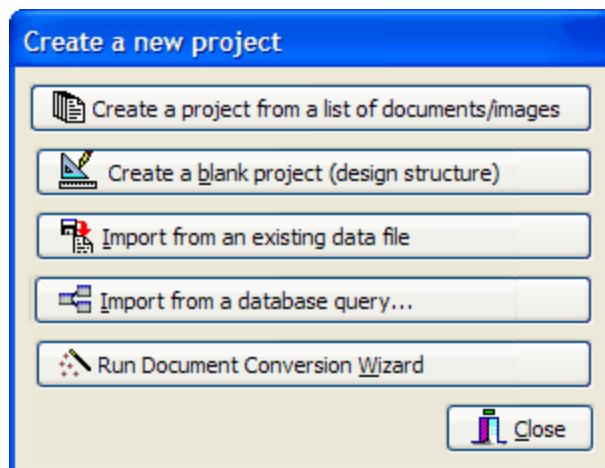 Create a new project
Create a project from a list of documents/images
Create a blank project (design structure)
Import from an existing data file
Import from a database query...
Run Document Conversion Wizard
Close